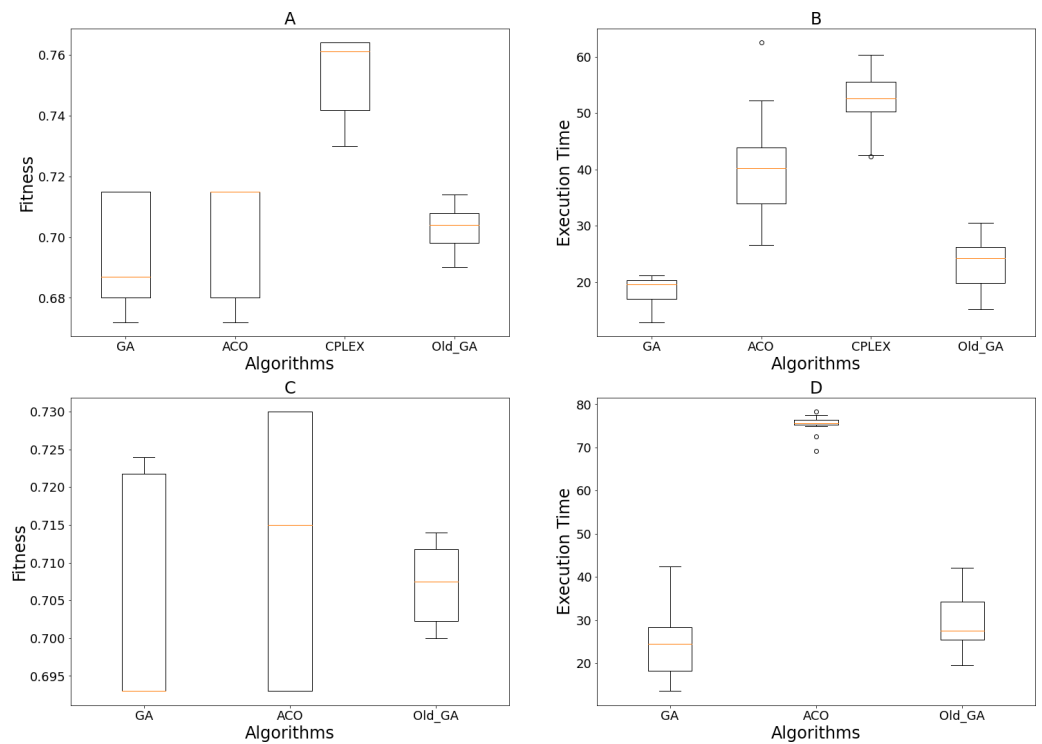 A
Fitness
0.76
0.74
0.72
0.70
0.68
GA
ACO
CPLEX
Old_GA
Algorithms
B
Execution Time
60
50
40
30
20
GA
ACO
CPLEX
Old_GA
Algorithms
C
Fitness
0.730
0.725
0.720
0.715
0.710
0.705
0.700
0.695
GA
ACO
Old_GA
Algorithms
D
Execution Time
80
70
60
50
40
30
20
GA
ACO
Old_GA
Algorithms